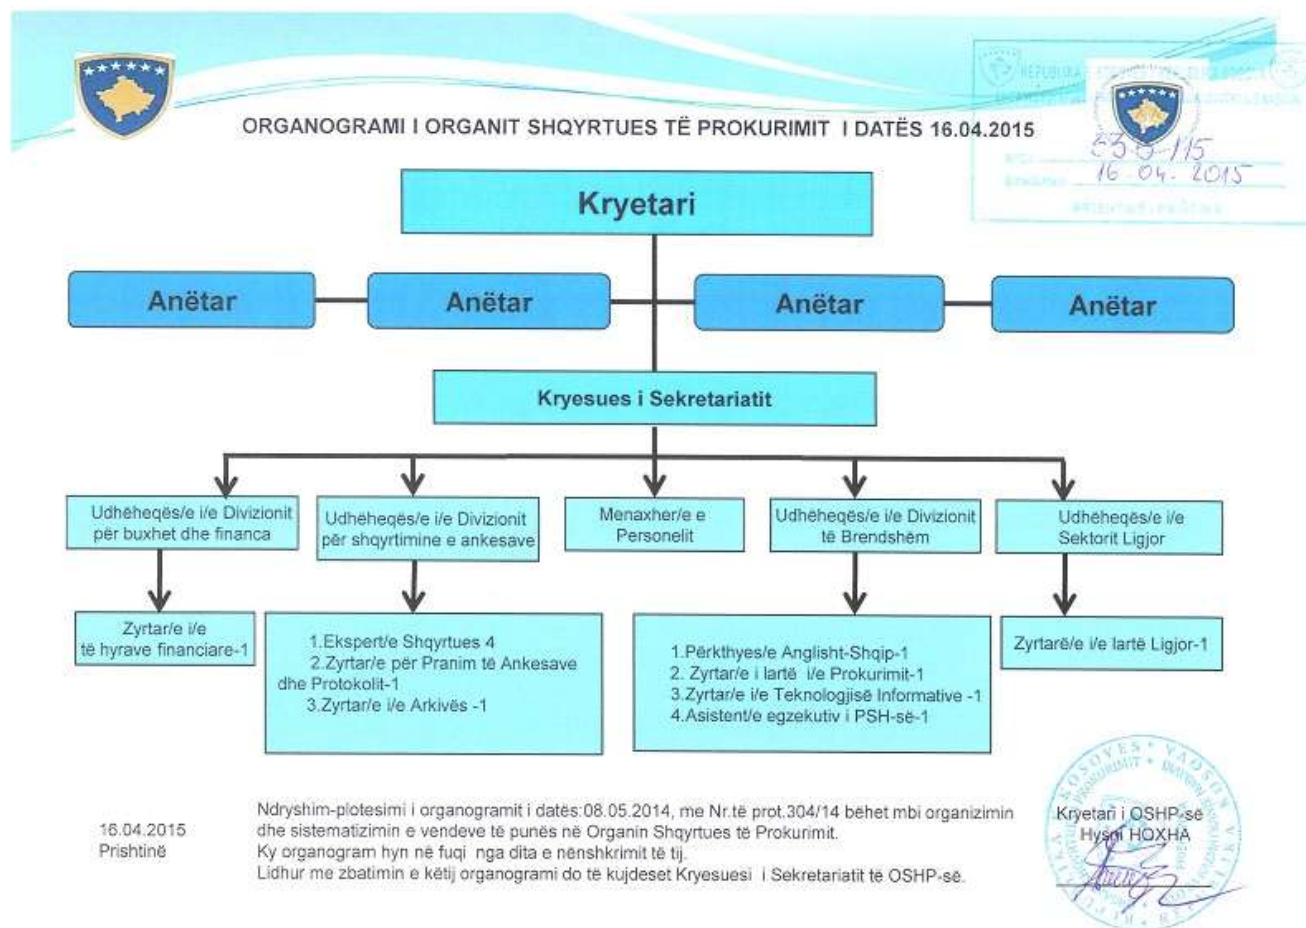 ORGANOGRAMI I ORGANIT SHQYRTUES TË PROKURIMIT I DATËS 16.04.2015
16.04.2015
Kryetari
Anëtar
Anëtar
Anëtar
Anëtar
Kryesues i Sekretariatit
Udhëheqës/e i/e Divizionit
për buxhet dhe financa
Udhëheqës/e i/e Divizionit
për shqyrtimine e ankesave
Menaxher/e e
Personelit
Udhëheqës/e i/e Divizionit
të Brendshëm
Udhëheqës/e i/e
Sektorit Ligjor
Zyrtar/e i/e
të hyrave financiare-1
1.Ekspert/e Shqyrtues 4
2.Zyrtar/e për Pranim të Ankesave
dhe Protokolit-1
3.Zyrtar/e i/e Arkivës -1
1.Përkthyes/e Anglisht-Shqip-1
2. Zyrtar/e i lartë i/e Prokurimit-1
3.Zyrtar/e i/e Teknologjisë Informative -1
4.Asistent/e egzekutiv i PSH-së-1
Zyrtarë/e i/e lartë Ligjor-1
16.04.2015
Prishtinë
Ndryshim-plotesimi i organogramit i datës:08.05.2014, me Nr.të prot.304/14 bëhet mbi organizimin
dhe sistematizimin e vendeve të punës në Organin Shqyrtues të Prokurimit.
Ky organogram hyn në fuqi nga dita e nënshkrimit të tij.
Lidhur me zbatimin e këtij organogrami do të kujdeset Kryesuesi i Sekretariatit të OSHP-së.
Kryetari i OSHP-së
Hysni HOXHA